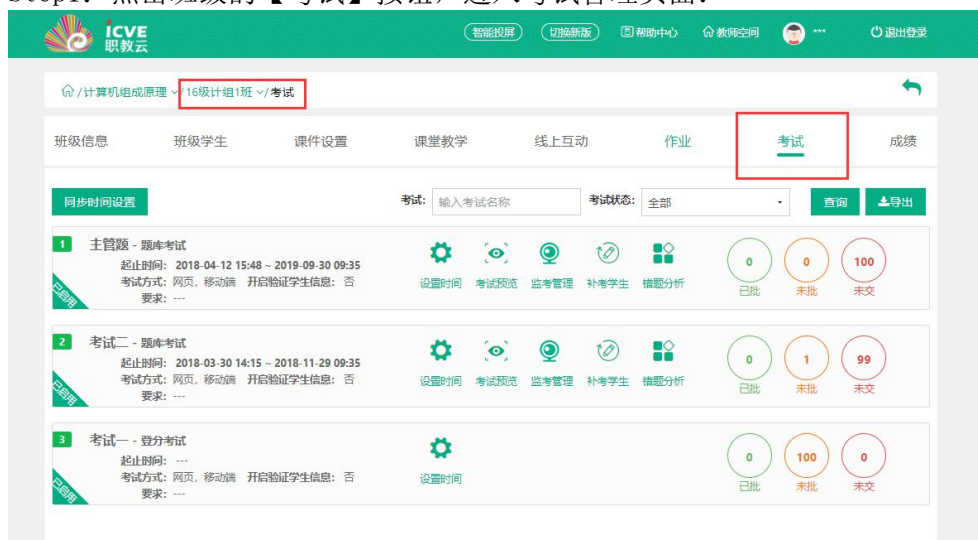 Step1: 点击班级的【考试】按钮，进入考试管理页面.
icve
职教云
智能投屏 切换新版 帮助中心 教师空间 *** 退出登录
/计算机组成原理 /16级计组1班 /考试
班级信息 班级学生 课件设置 课堂教学 线上互动 作业 考试 成绩
同步时间设置 考试: 输入考试名称 考试状态: 全部 查询 导出
1 主管题 - 题库考试
起止时间: 2018-04-12 15:48 ~ 2019-09-30 09:35
考试方式: 网页, 移动端 开启验证学生信息: 否
要求: ---
已启用
设置时间 考试预览 监考管理 补考学生 错题分析
0 0 100
已批 未批 未交
2 考试二 - 题库考试
起止时间: 2018-03-30 14:15 ~ 2018-11-29 09:35
考试方式: 网页, 移动端 开启验证学生信息: 否
要求: ---
已启用
设置时间 考试预览 监考管理 补考学生 错题分析
0 1 99
已批 未批 未交
3 考试一 - 登分考试
起止时间: ---
考试方式: 网页, 移动端 开启验证学生信息: 否
要求: ---
已启用
设置时间
0 100 0
已批 未批 未交